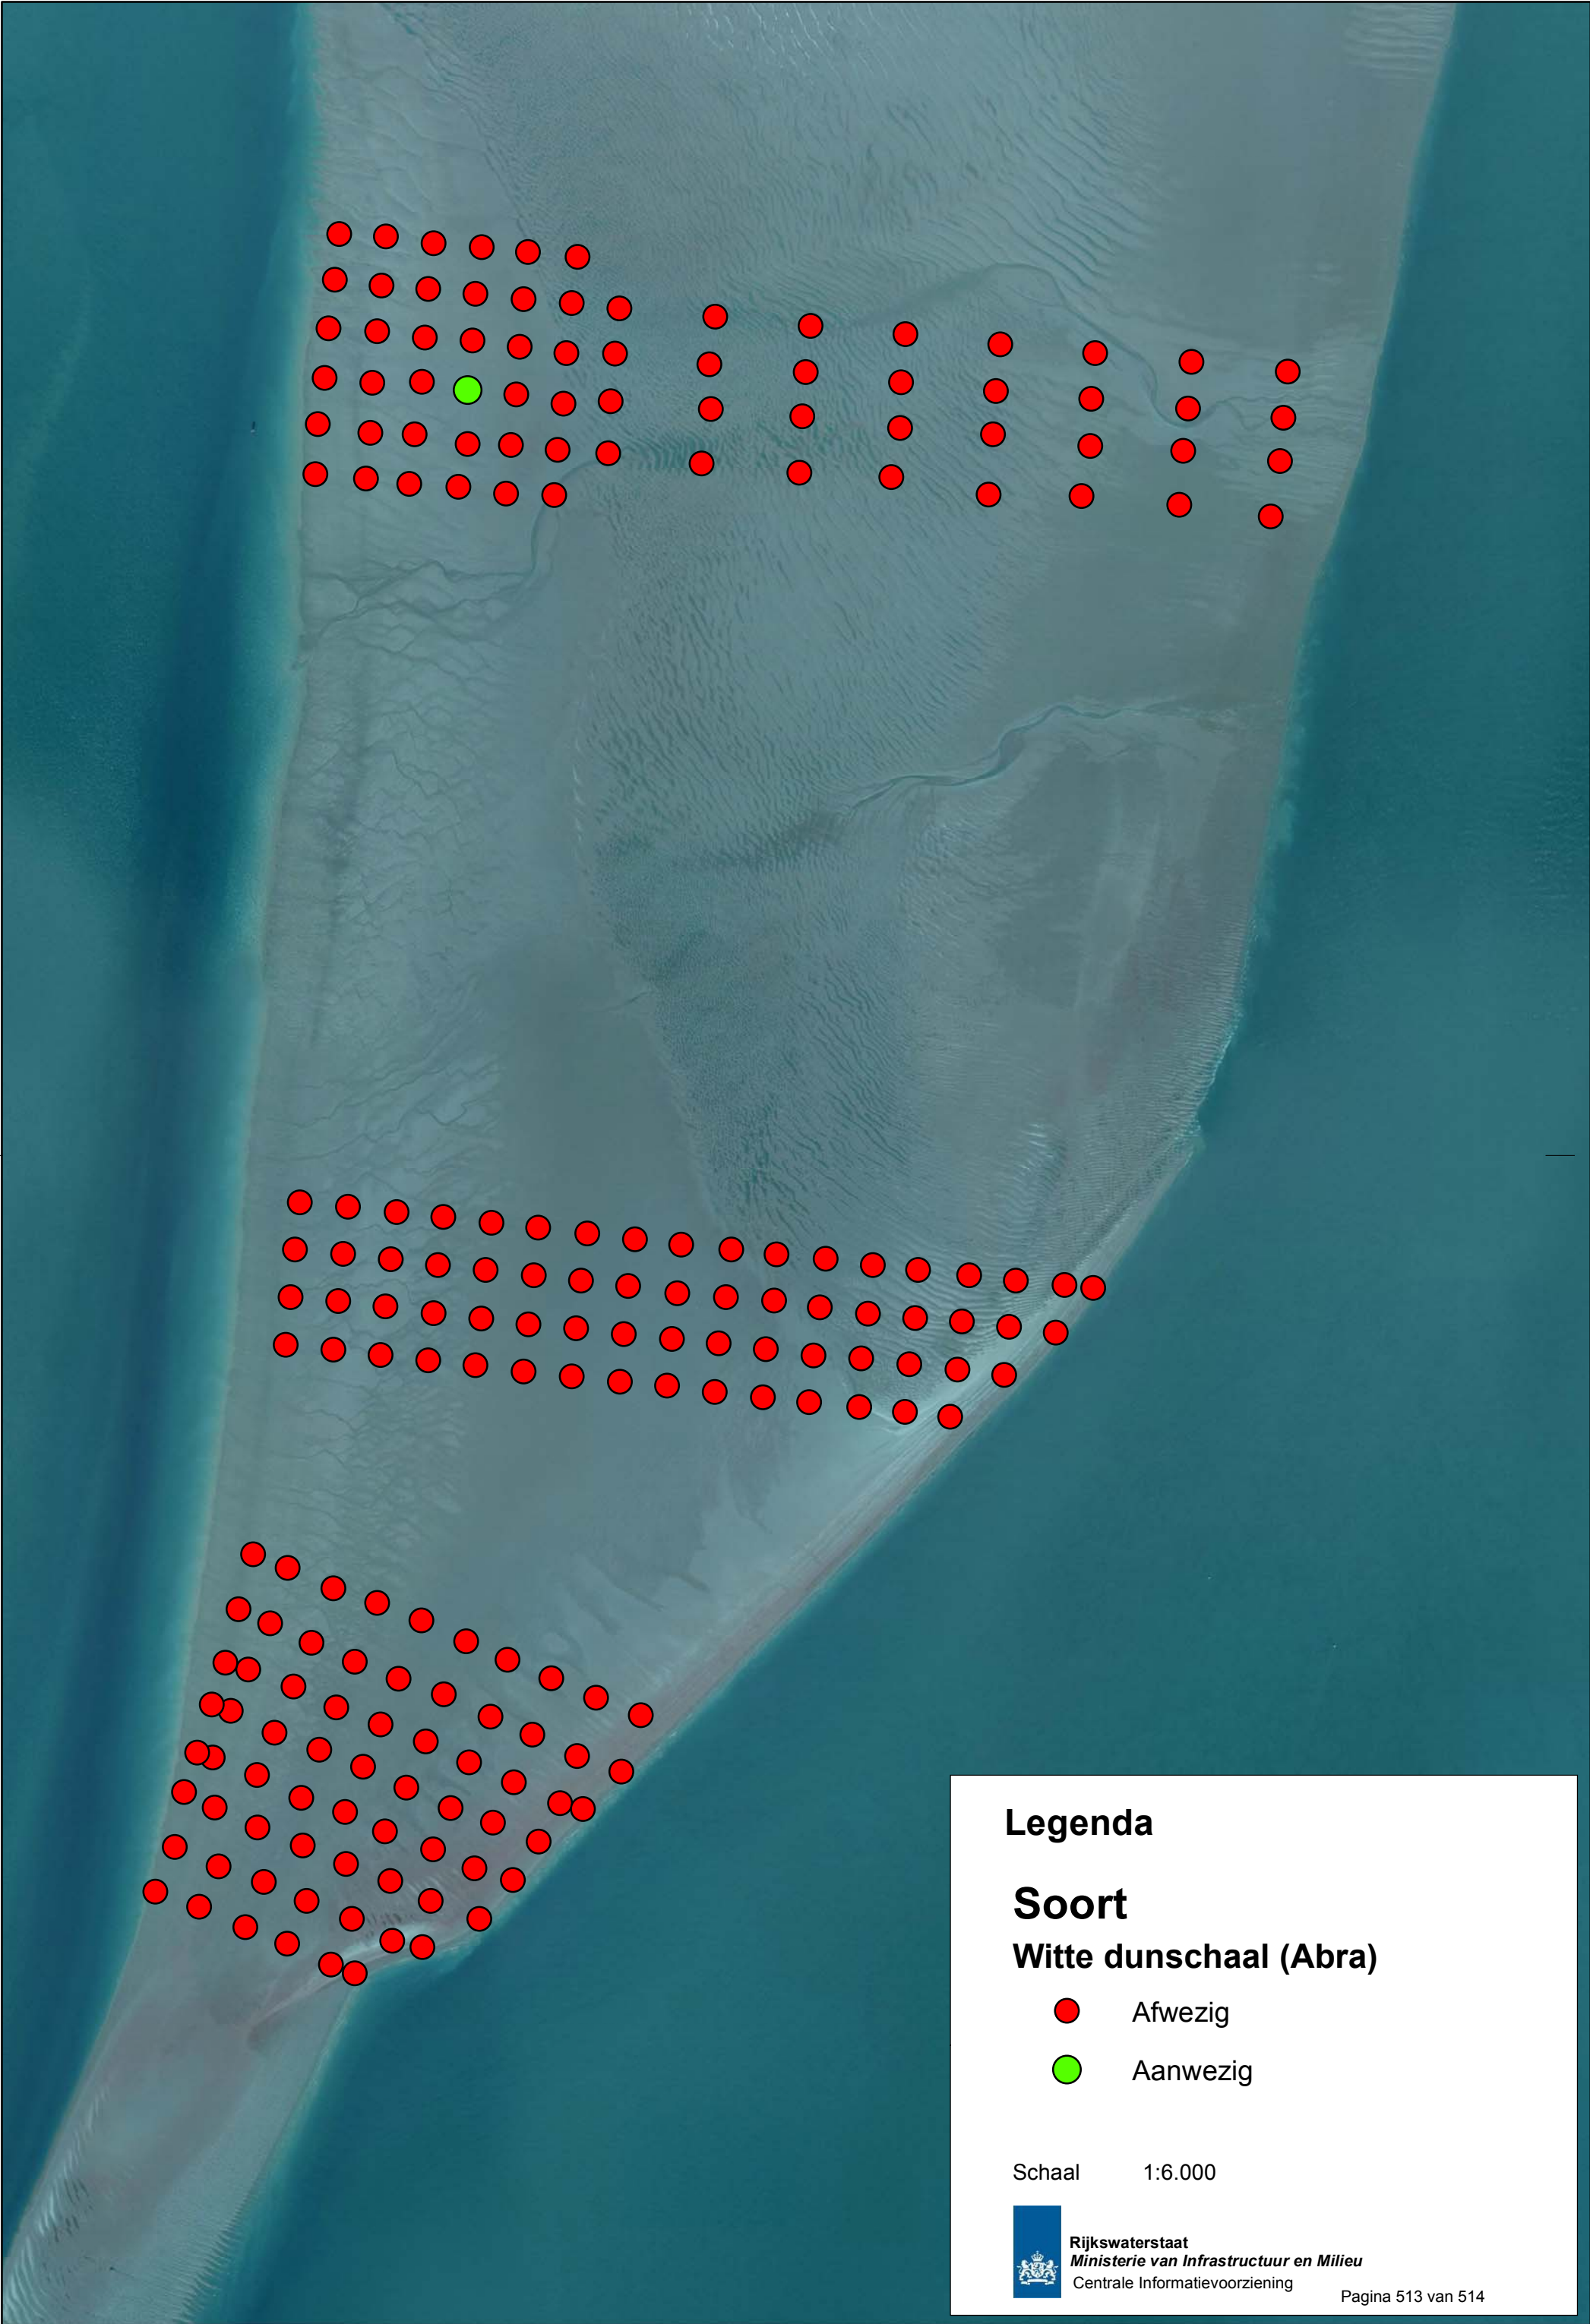 Legenda
Soort
Witte dunschaal (Abra)
Afwezig
Aanwezig
Schaal 1:6.000
Rijkswaterstaat
Ministerie van Infrastructuur en Milieu
Centrale Informatievoorziening
Pagina 513 van 514